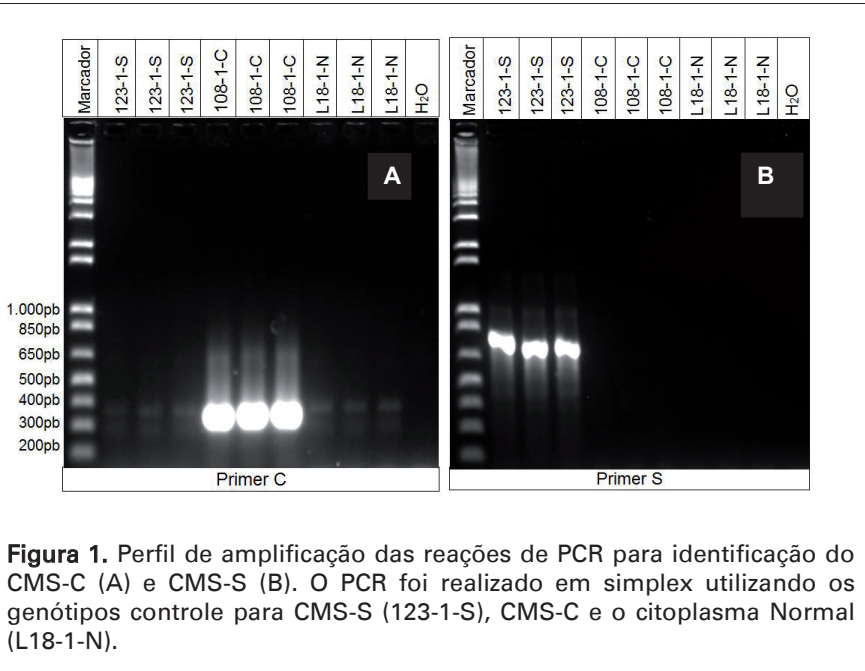 Marcador
123-1-S
123-1-S
123-1-S
108-1-C
108-1-C
108-1-C
L18-1-N
L18-1-N
L18-1-N
H₂O
Marcador
123-1-S
123-1-S
123-1-S
108-1-C
108-1-C
108-1-C
L18-1-N
L18-1-N
L18-1-N
H₂O
A
B
1.000pb
850pb
650pb
500pb
400pb
300pb
200pb
Primer C
Primer S
Figura 1. Perfil de amplificação das reações de PCR para identificação do
CMS-C (A) e CMS-S (B). O PCR foi realizado em simplex utilizando os
genótipos controle para CMS-S (123-1-S), CMS-C e o citoplasma Normal
(L18-1-N).